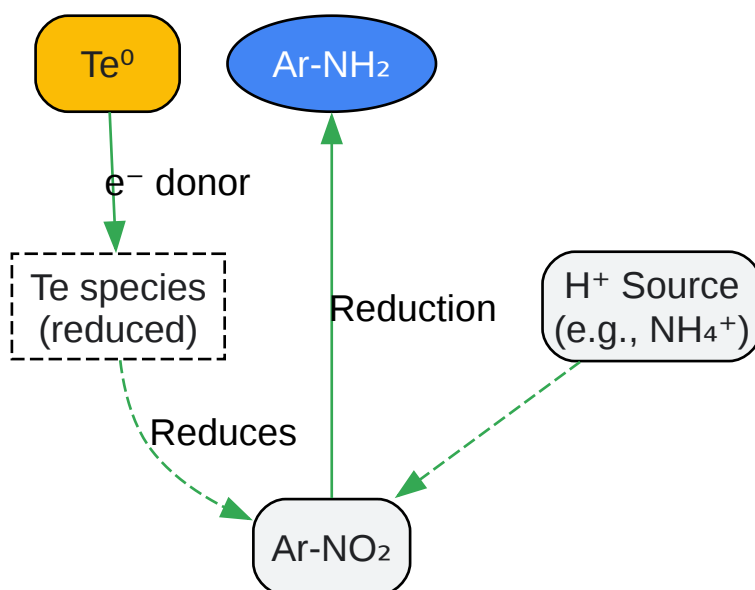 Te⁰
Ar-NH₂
e⁻ donor
Te species
(reduced)
Reduction
H⁺ Source
(e.g., NH₄⁺)
Reduces
Ar-NO₂